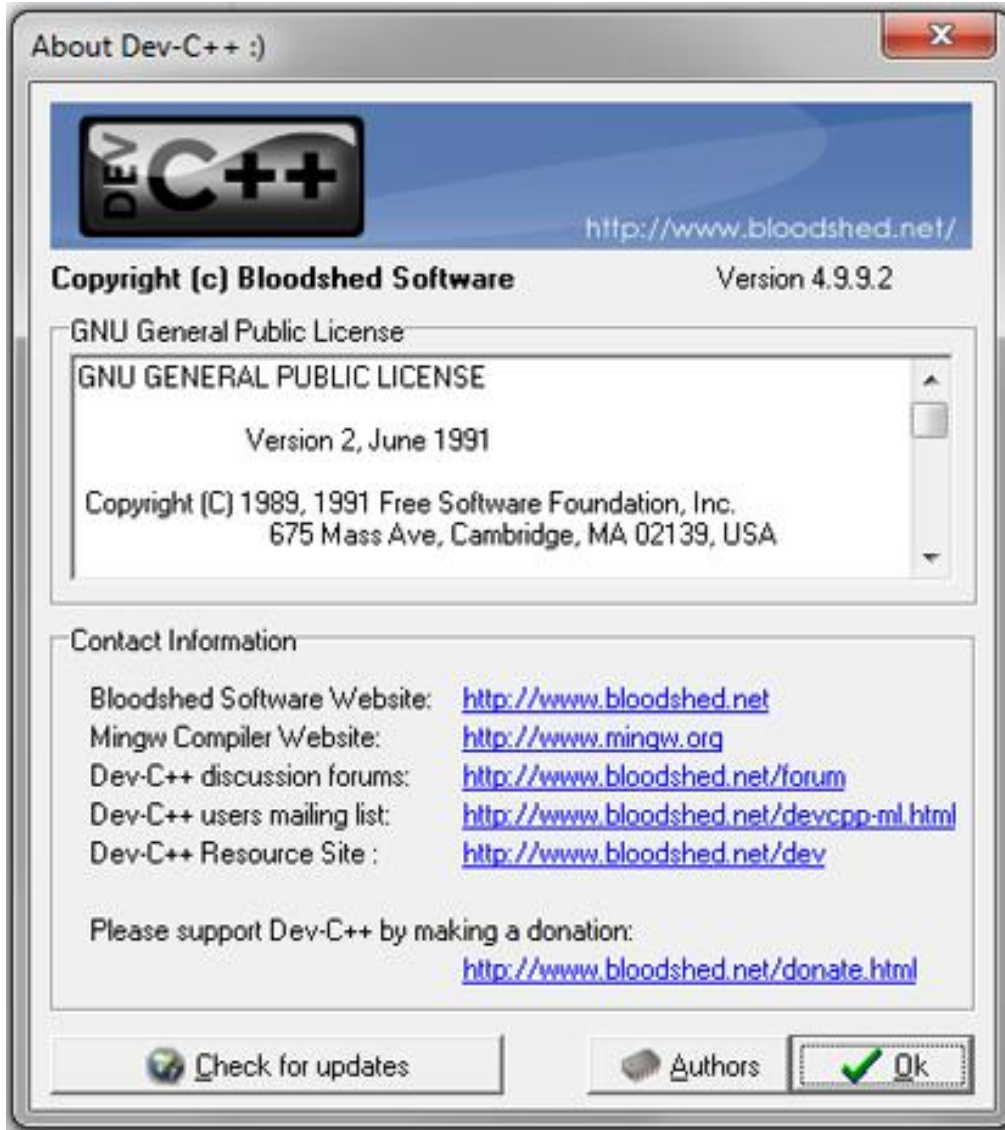 About Dev-C++ :)
DEV C++
http://www.bloodshed.net/
Copyright (c) Bloodshed Software Version 4.9.9.2
GNU General Public License
GNU GENERAL PUBLIC LICENSE
Version 2, June 1991
Copyright (C) 1989, 1991 Free Software Foundation, Inc.
675 Mass Ave, Cambridge, MA 02139, USA
Contact Information
Bloodshed Software Website: http://www.bloodshed.net
Mingw Compiler Website: http://www.mingw.org
Dev-C++ discussion forums: http://www.bloodshed.net/forum
Dev-C++ users mailing list: http://www.bloodshed.net/devcpp-ml.html
Dev-C++ Resource Site : http://www.bloodshed.net/dev
Please support Dev-C++ by making a donation:
http://www.bloodshed.net/donate.html
Check for updates Authors Ok